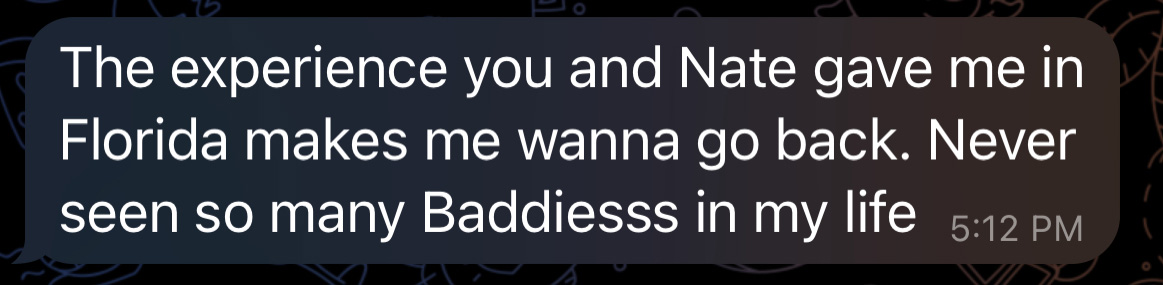 The experience you and Nate gave me in
Florida makes me wanna go back. Never
seen so many Baddiesss in my life 5:12 PM